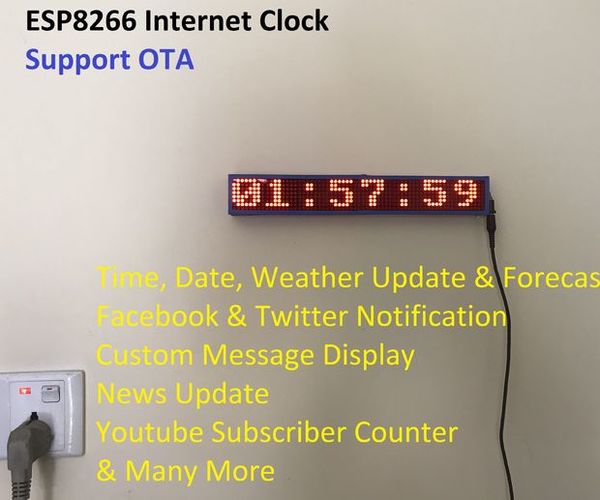 ESP8266 Internet Clock
Support OTA
01:57:59
Time, Date, Weather Update & Forecas
Facebook & Twitter Notification
Custom Message Display
News Update
Youtube Subscriber Counter
& Many More